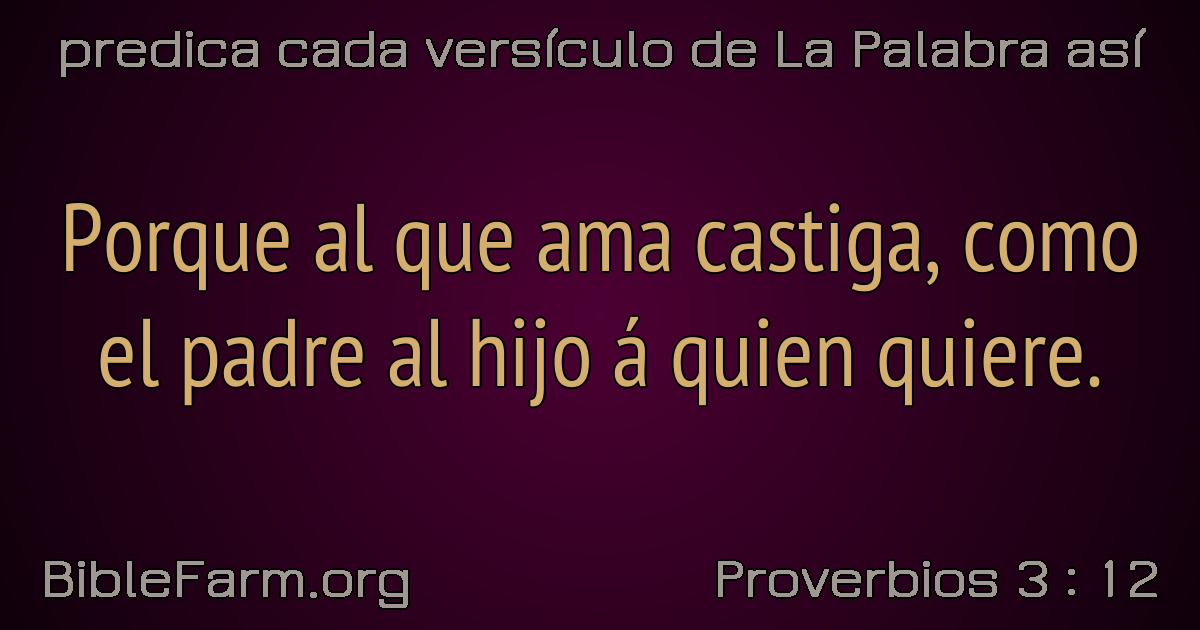 predica cada versículo de La Palabra así
Porque al que ama castiga, como
el padre al hijo á quien quiere.
BibleFarm.org
Proverbios 3 : 12